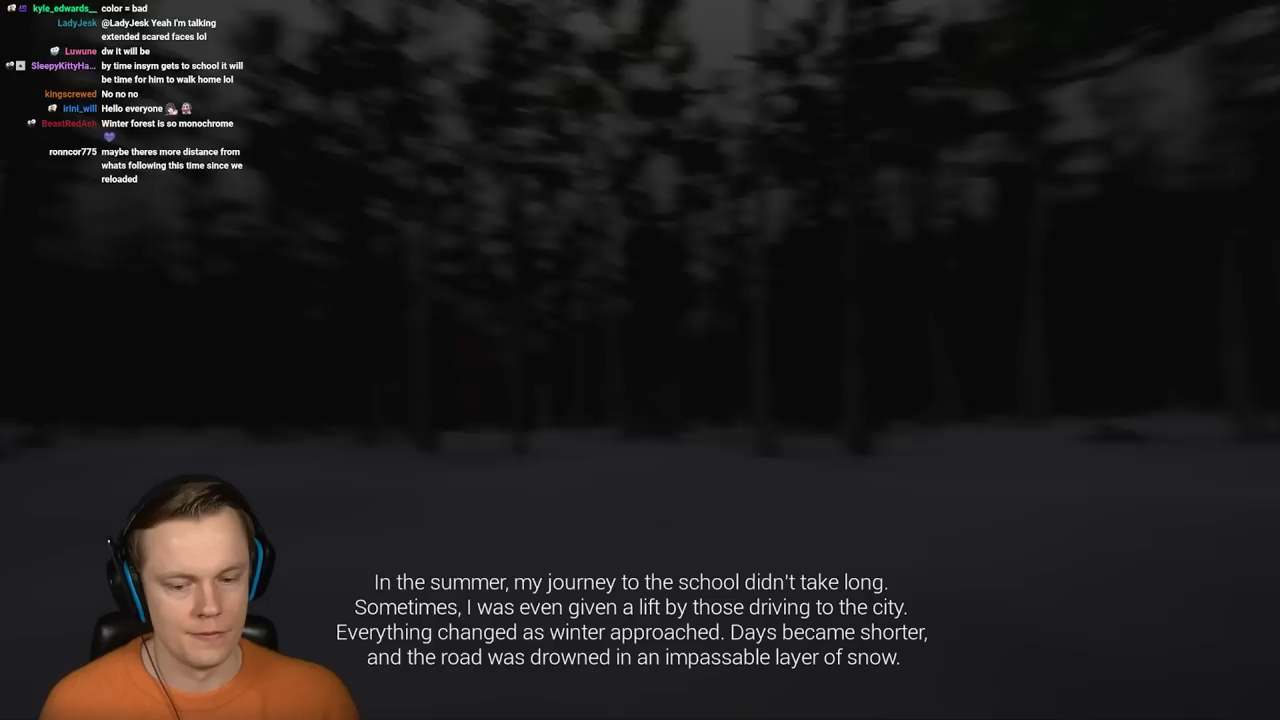 kyle_edwards__ color = bad
LadyJesk @LadyJesk Yeah I'm talking
extended scared faces lol
Luwune dw it will be
SleepyKittyHa... by time insym gets to school it will
be time for him to walk home lol
kingscrewed No no no
irini_will Hello everyone
BeastRedAsh Winter forest is so monochrome
ronncor775 maybe theres more distance from
whats following this time since we
reloaded
In the summer, my journey to the school didn't take long.
Sometimes, I was even given a lift by those driving to the city.
Everything changed as winter approached. Days became shorter,
and the road was drowned in an impassable layer of snow.